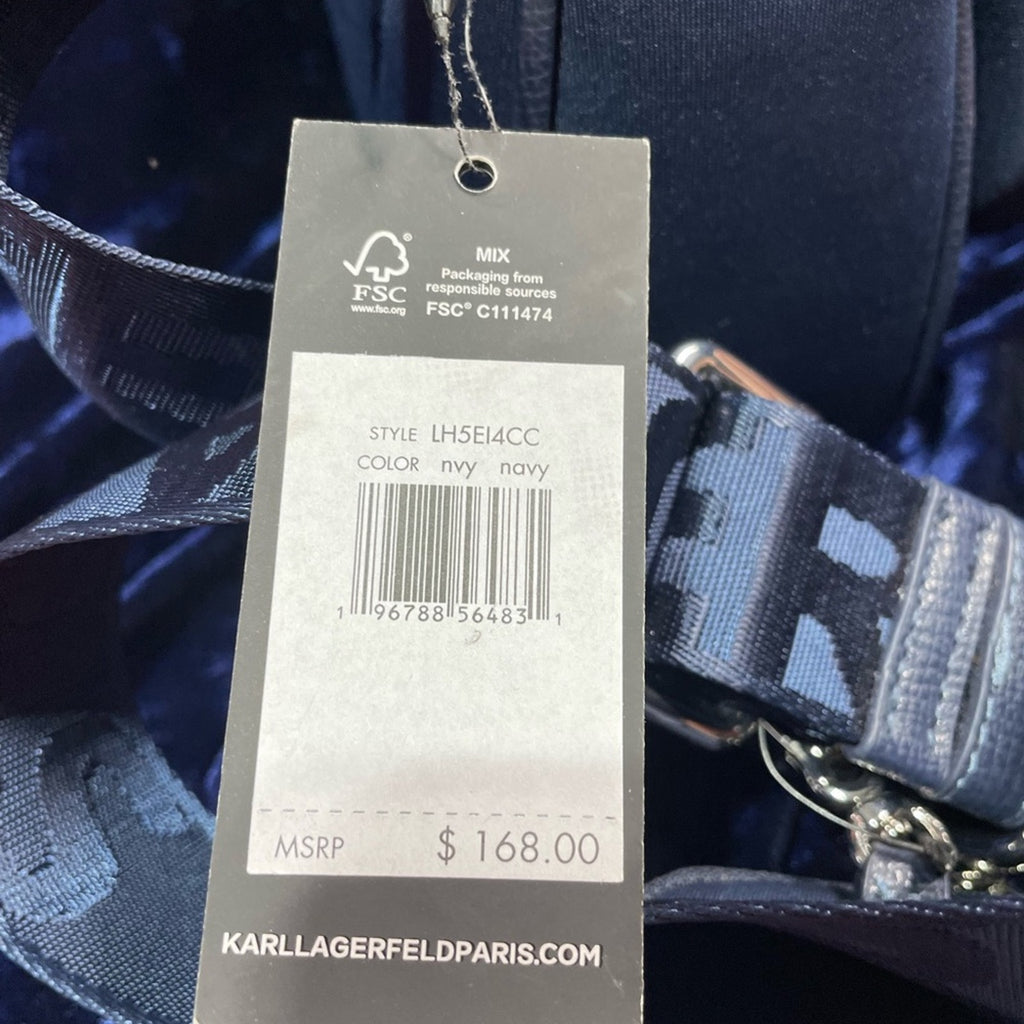 MIX
Packaging from
responsible sources
FSC® C111474
®
FSC
www.fsc.org
STYLE LH5EI4CC
COLOR nvy navy
1 96788 56483 1
MSRP $ 168.00
KARLLAGERFELDPARIS.COM